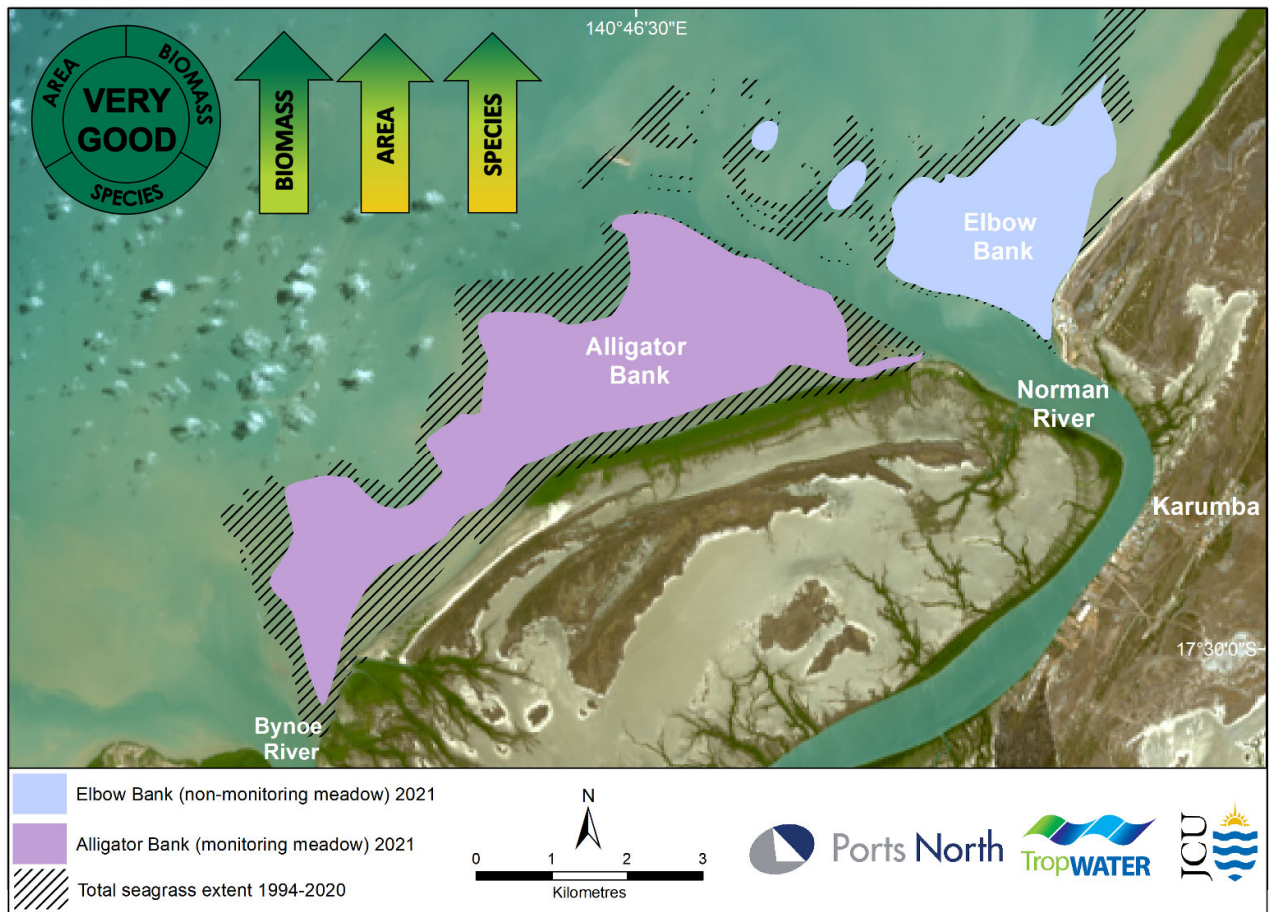 140°46'30"E
AREA
BIOMASS
SPECIES
VERY
GOOD
BIOMASS
AREA
SPECIES
Elbow
Bank
Alligator
Bank
Norman
River
Karumba
17°30'0"S
Bynoe
River
Elbow Bank (non-monitoring meadow) 2021
Alligator Bank (monitoring meadow) 2021
Total seagrass extent 1994-2020
N
0 1 2 3
Kilometres
Ports North
TropWATER
JCU